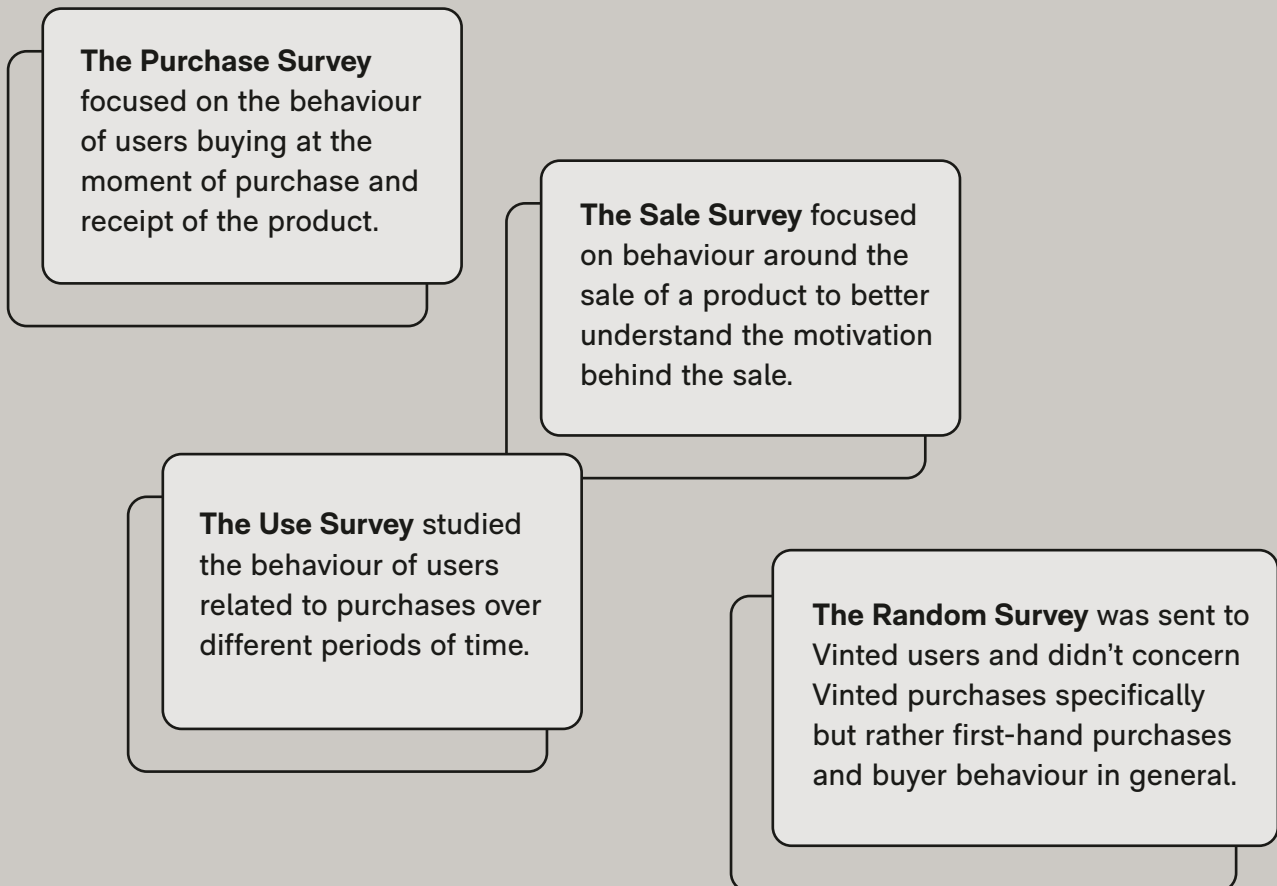 The Purchase Survey
focused on the behaviour
of users buying at the
moment of purchase and
receipt of the product.
The Sale Survey focused
on behaviour around the
sale of a product to better
understand the motivation
behind the sale.
The Use Survey studied
the behaviour of users
related to purchases over
different periods of time.
The Random Survey was sent to
Vinted users and didn’t concern
Vinted purchases specifically
but rather first-hand purchases
and buyer behaviour in general.